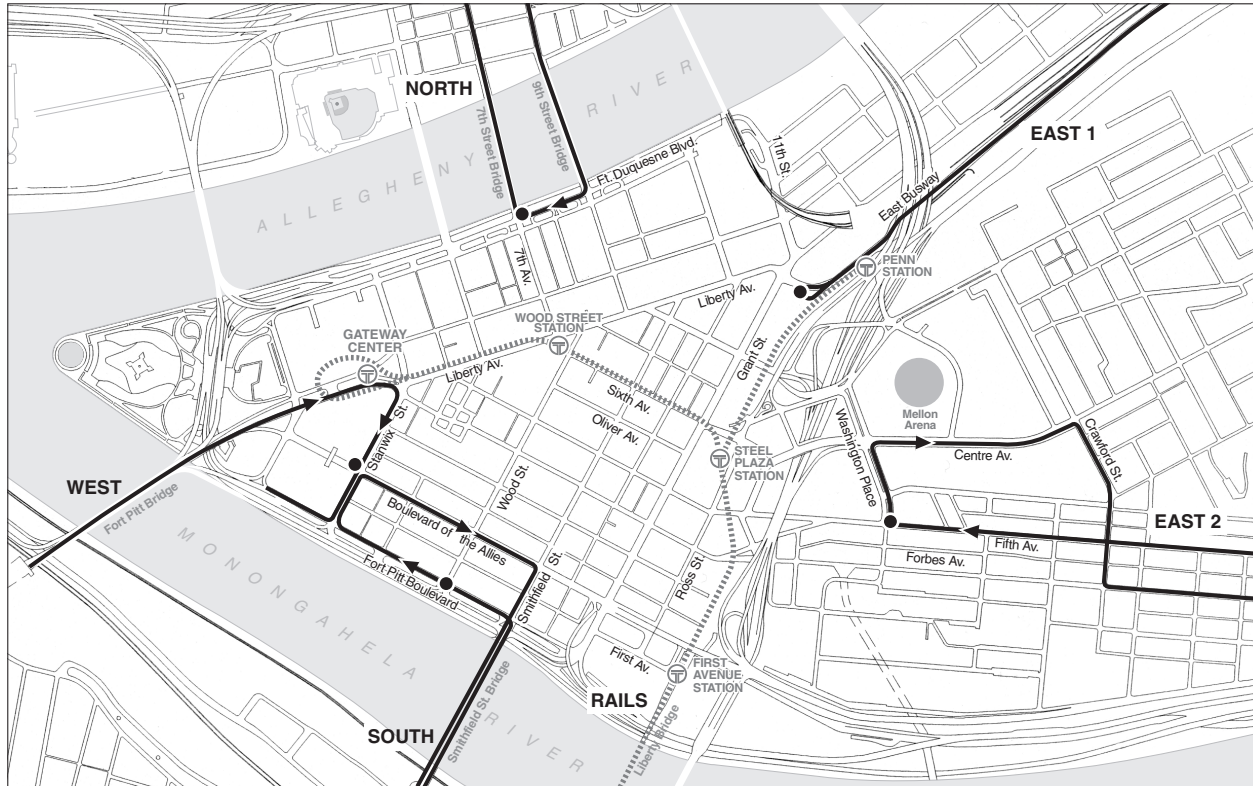 NORTH
7th Street Bridge
9th Street Bridge
ALLEGHENY RIVER
Ft. Duquesne Blvd.
11th St.
EAST 1
East Busway
PENN
STATION
7th Av.
Liberty Av.
WOOD STREET
STATION
GATEWAY
CENTER
Liberty Av.
Grant St.
Sixth Av.
Oliver Av.
Mellon
Arena
Washington Place
Centre Av.
Crawford St.
STEEL
PLAZA
STATION
Stanwix St.
Wood St.
WEST
Fort Pitt Bridge
Boulevard of the Allies
EAST 2
Fifth Av.
Forbes Av.
Fort Pitt Boulevard
Smithfield St.
Ross St.
MONONGAHELA RIVER
First Av.
FIRST
AVENUE
STATION
RAILS
SOUTH
Smithfield St. Bridge
Liberty Bridge
T
T
T
T
T